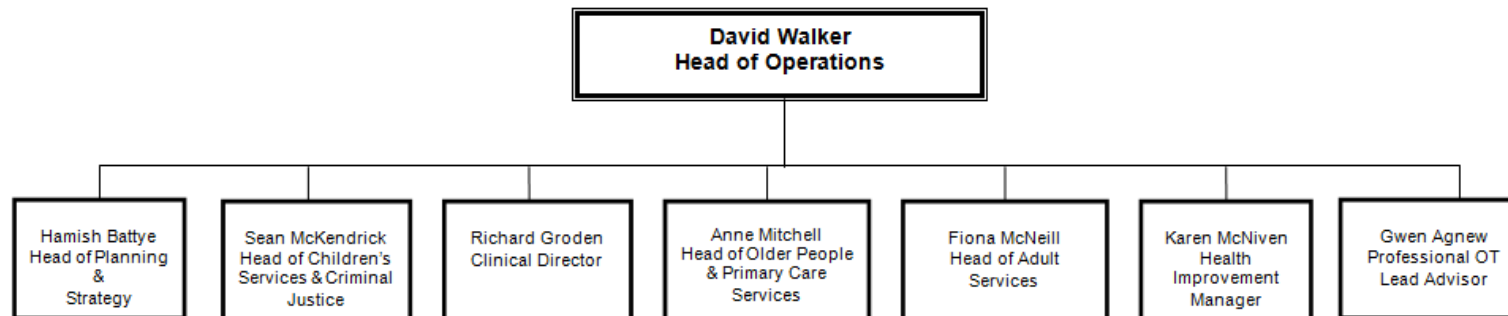 David Walker
Head of Operations
Hamish Battye
Head of Planning
&
Strategy
Sean McKendrick
Head of Children's
Services & Criminal
Justice
Richard Groden
Clinical Director
Anne Mitchell
Head of Older People
& Primary Care
Services
Fiona McNeill
Head of Adult
Services
Karen McNiven
Health
Improvement
Manager
Gwen Agnew
Professional OT
Lead Advisor